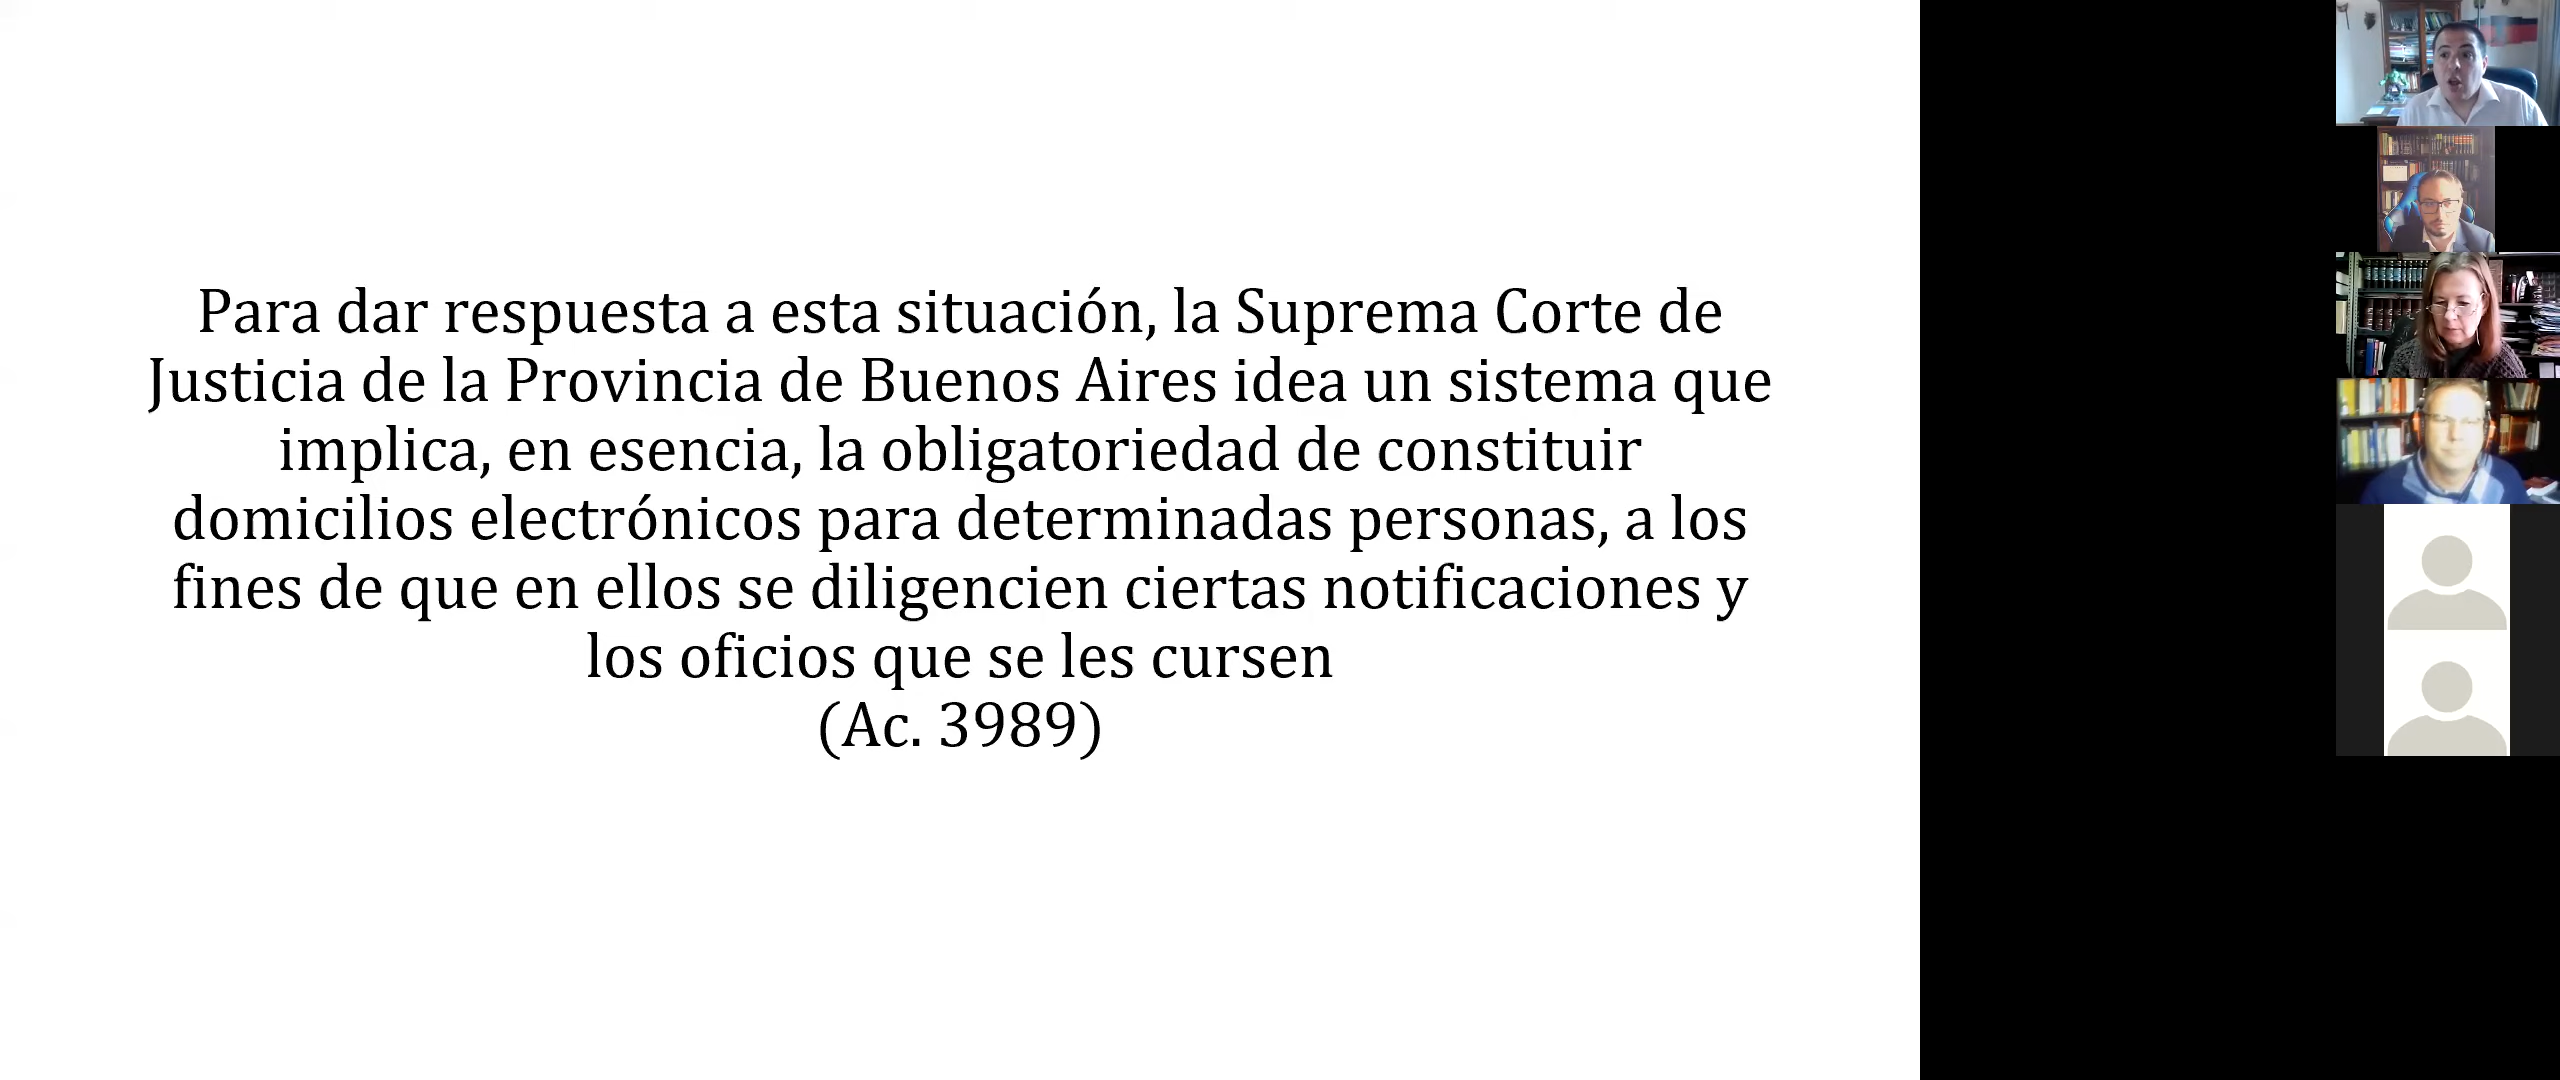 Para dar respuesta a esta situación, la Suprema Corte de
Justicia de la Provincia de Buenos Aires idea un sistema que
implica, en esencia, la obligatoriedad de constituir
domicilios electrónicos para determinadas personas, a los
fines de que en ellos se diligencien ciertas notificaciones y
los oficios que se les cursen
(Ac. 3989)